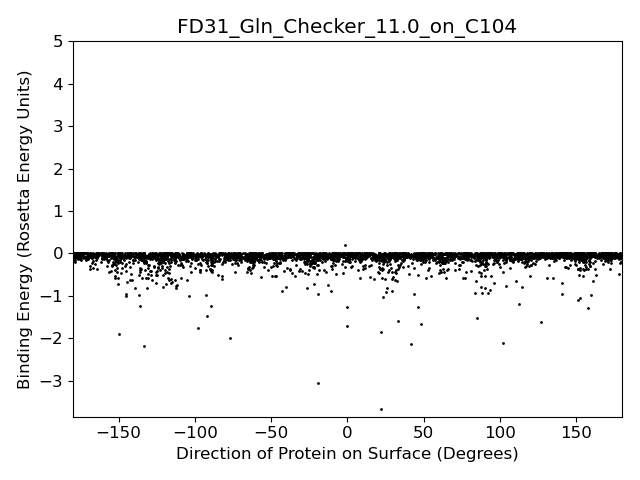 FD31_Gln_Checker_11.0_on_C104
Binding Energy (Rosetta Energy Units)
5
4
3
2
1
0
−1
−2
−3
−150 −100 −50 0 50 100 150
Direction of Protein on Surface (Degrees)